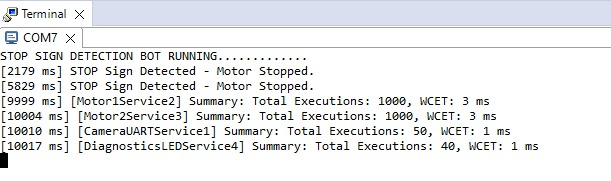 Terminal
COM7
STOP SIGN DETECTION BOT RUNNING.............
[2179 ms] STOP Sign Detected - Motor Stopped.
[5829 ms] STOP Sign Detected - Motor Stopped.
[9999 ms] [Motor1Service2] Summary: Total Executions: 1000, WCET: 3 ms
[10004 ms] [Motor2Service3] Summary: Total Executions: 1000, WCET: 3 ms
[10010 ms] [CameraUARTService1] Summary: Total Executions: 50, WCET: 1 ms
[10017 ms] [DiagnosticsLEDService4] Summary: Total Executions: 40, WCET: 1 ms